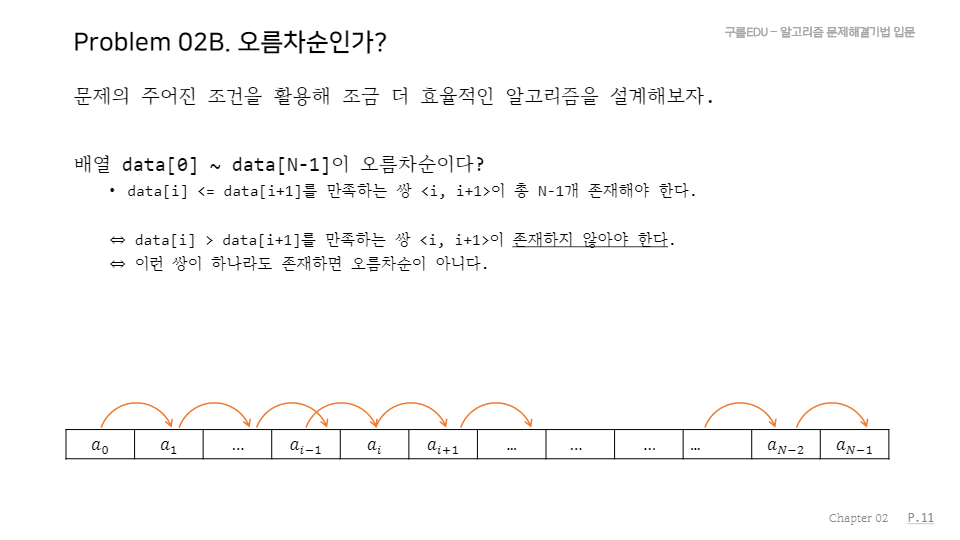 Problem 02B. 오름차순인가?
구름EDU – 알고리즘 문제해결기법 입문
문제의 주어진 조건을 활용해 조금 더 효율적인 알고리즘을 설계해보자.
배열 data[0] ~ data[N-1]이 오름차순이다?
• data[i] <= data[i+1]를 만족하는 쌍 <i, i+1>이 총 N-1개 존재해야 한다.
⇔ data[i] > data[i+1]를 만족하는 쌍 <i, i+1>이 존재하지 않아야 한다.
⇔ 이런 쌍이 하나라도 존재하면 오름차순이 아니다.
a₀ a₁ … aᵢ₋₁ aᵢ aᵢ₊₁ … … … … a_{N−2} a_{N−1}
Chapter 02 P.11